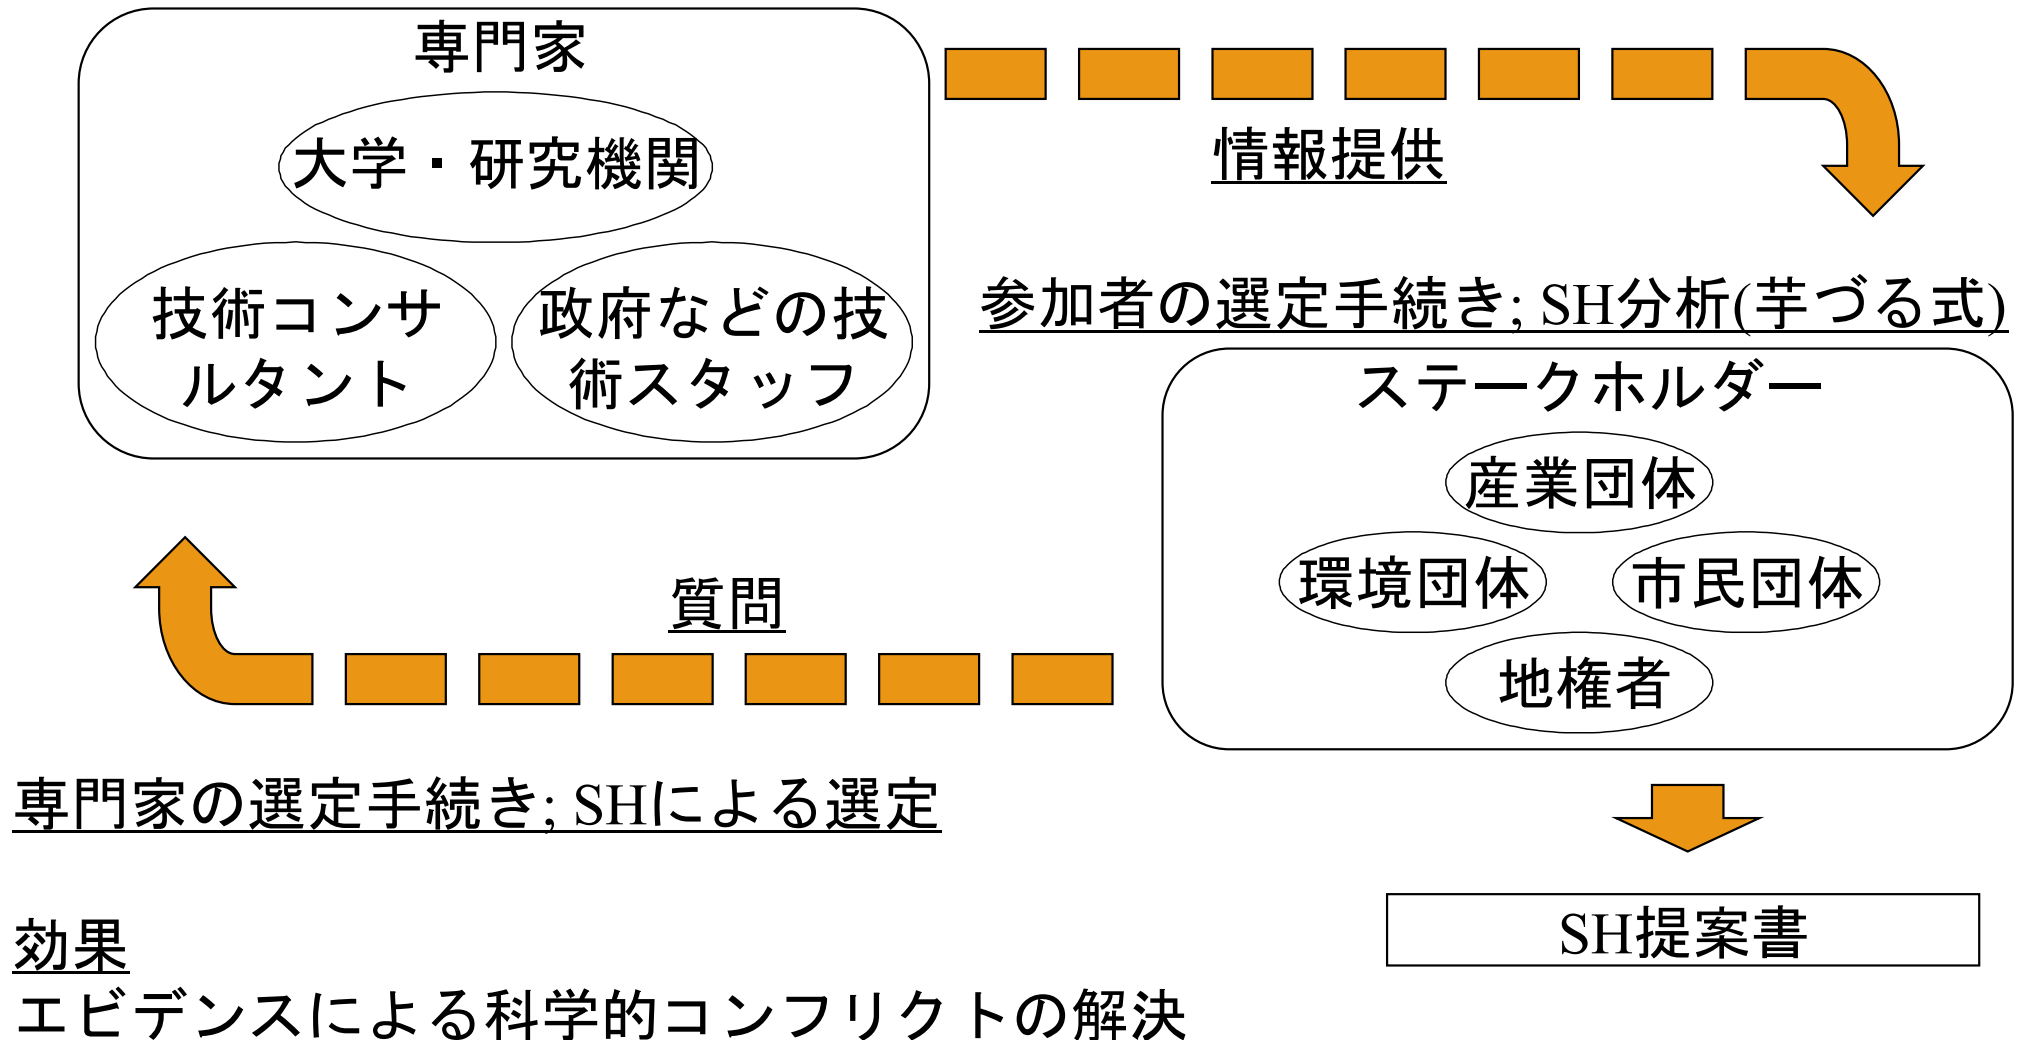 専門家
大学・研究機関
技術コンサ
ルタント
政府などの技
術スタッフ
情報提供
参加者の選定手続き; SH分析(芋づる式)
ステークホルダー
産業団体
環境団体
市民団体
地権者
質問
専門家の選定手続き; SHによる選定
SH提案書
効果
エビデンスによる科学的コンフリクトの解決